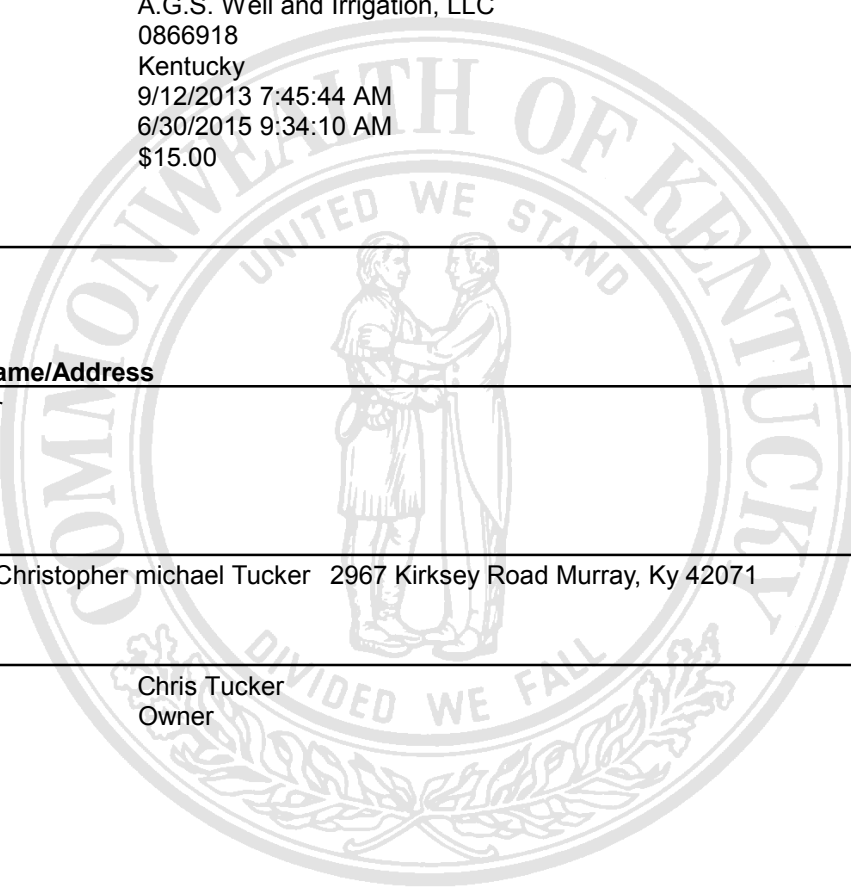 A.G.S. Well and Irrigation, LLC
0866918
Kentucky
9/12/2013 7:45:44 AM
6/30/2015 9:34:10 AM
$15.00
COMMONWEALTH OF KENTUCKY
UNITED WE STAND
ame/Address
Christopher michael Tucker 2967 Kirksey Road Murray, Ky 42071
DIVIDED WE FALL
Chris Tucker
Owner